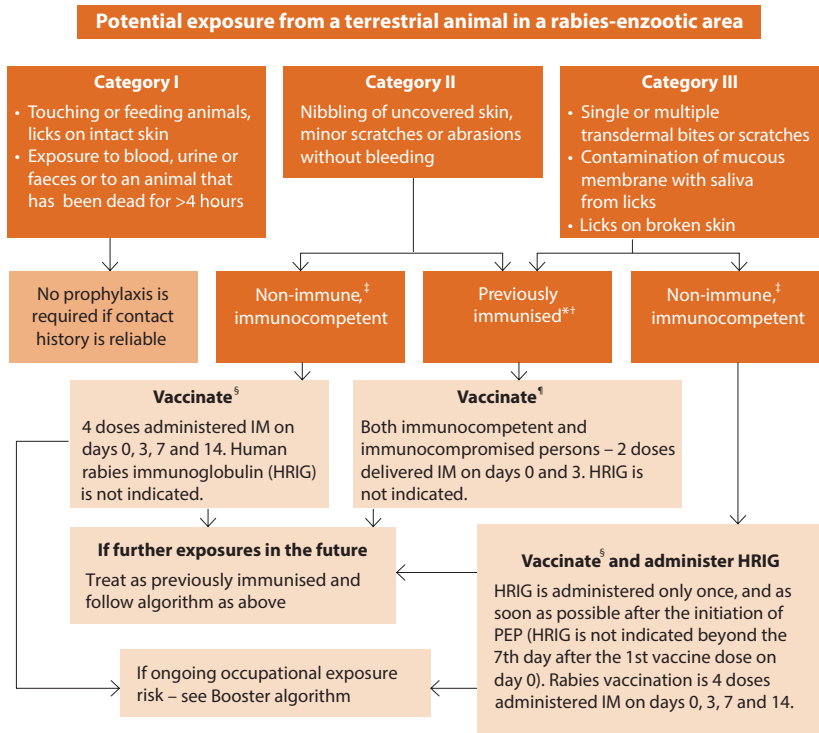 Potential exposure from a terrestrial animal in a rabies-enzootic area
Category I
• Touching or feeding animals,
licks on intact skin
• Exposure to blood, urine or
faeces or to an animal that
has been dead for >4 hours
Category II
Nibbling of uncovered skin,
minor scratches or abrasions
without bleeding
Category III
• Single or multiple
transdermal bites or scratches
• Contamination of mucous
membrane with saliva
from licks
• Licks on broken skin
No prophylaxis is
required if contact
history is reliable
Non-immune,‡
immunocompetent
Previously
immunised*†
Non-immune,‡
immunocompetent
Vaccinate§
4 doses administered IM on
days 0, 3, 7 and 14. Human
rabies immunoglobulin (HRIG)
is not indicated.
Vaccinate¶
Both immunocompetent and
immunocompromised persons – 2 doses
delivered IM on days 0 and 3. HRIG is
not indicated.
If further exposures in the future
Treat as previously immunised and
follow algorithm as above
Vaccinate§ and administer HRIG
HRIG is administered only once, and as
soon as possible after the initiation of
PEP (HRIG is not indicated beyond the
7th day after the 1st vaccine dose on
day 0). Rabies vaccination is 4 doses
administered IM on days 0, 3, 7 and 14.
If ongoing occupational exposure
risk – see Booster algorithm